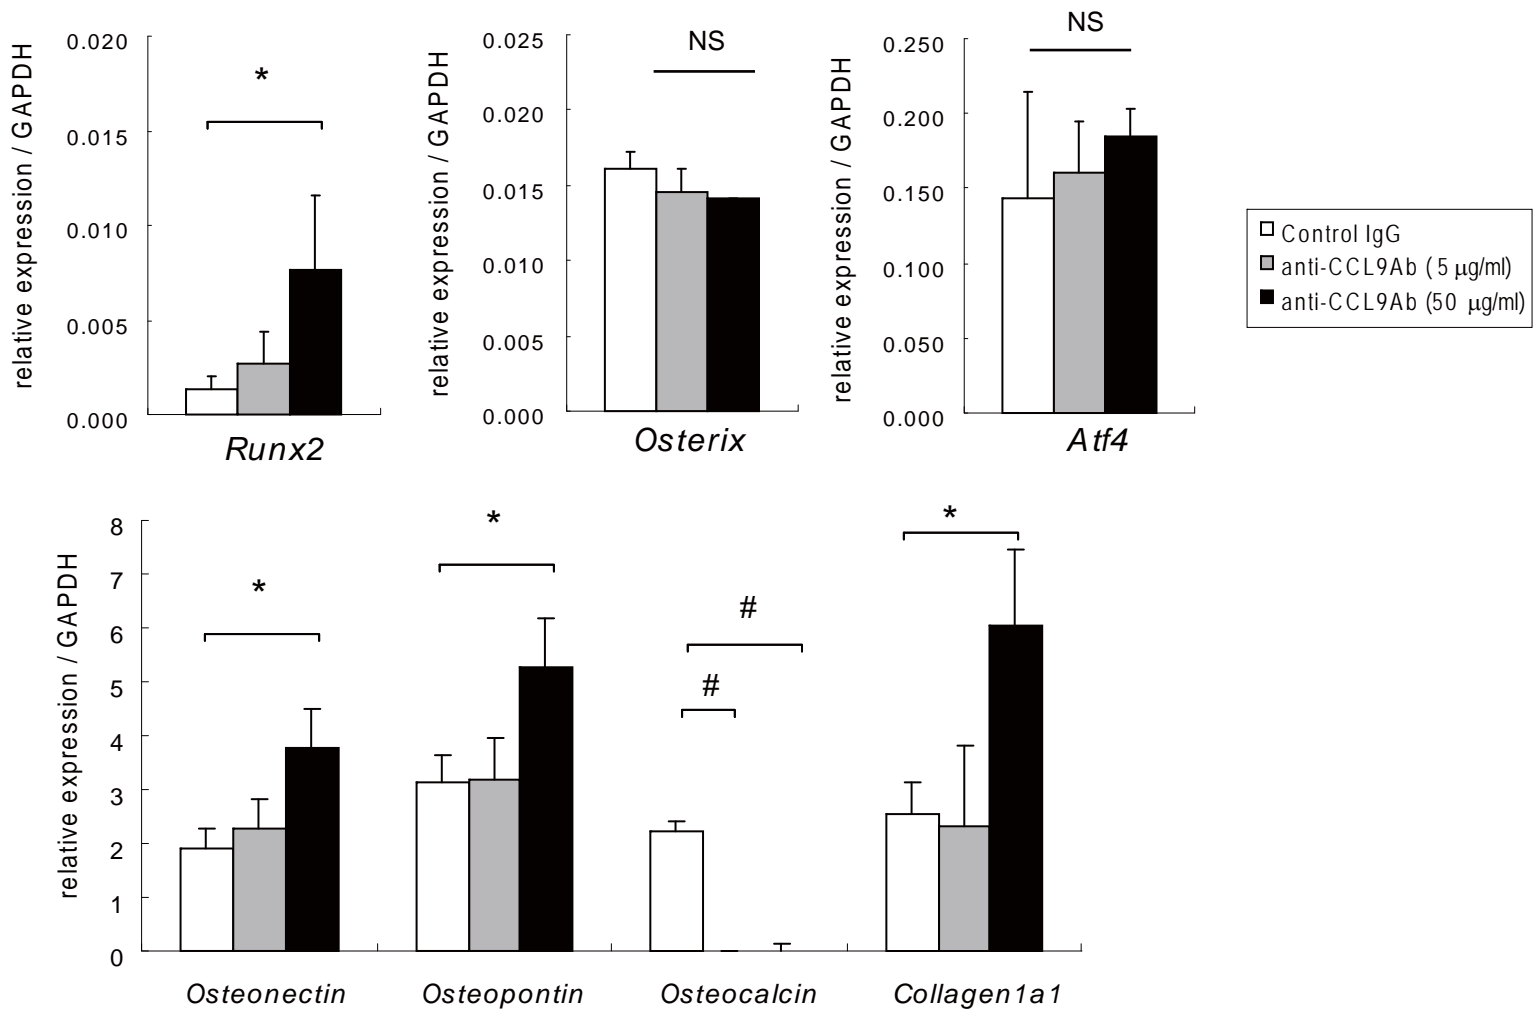 relative expression / GAPDH
0.020
0.015
0.010
0.005
0.000
*
Runx2
relative expression / GAPDH
0.025
0.020
0.015
0.010
0.005
0.000
NS
Osterix
relative expression / GAPDH
0.250
0.200
0.150
0.100
0.050
0.000
NS
Atf4
Control IgG
anti-CCL9Ab ( 5 μg/ml)
anti-CCL9Ab (50 μg/ml)
relative expression / GAPDH
8
7
6
5
4
3
2
1
0
*
*
#
#
*
Osteonectin
Osteopontin
Osteocalcin
Collagen1a1